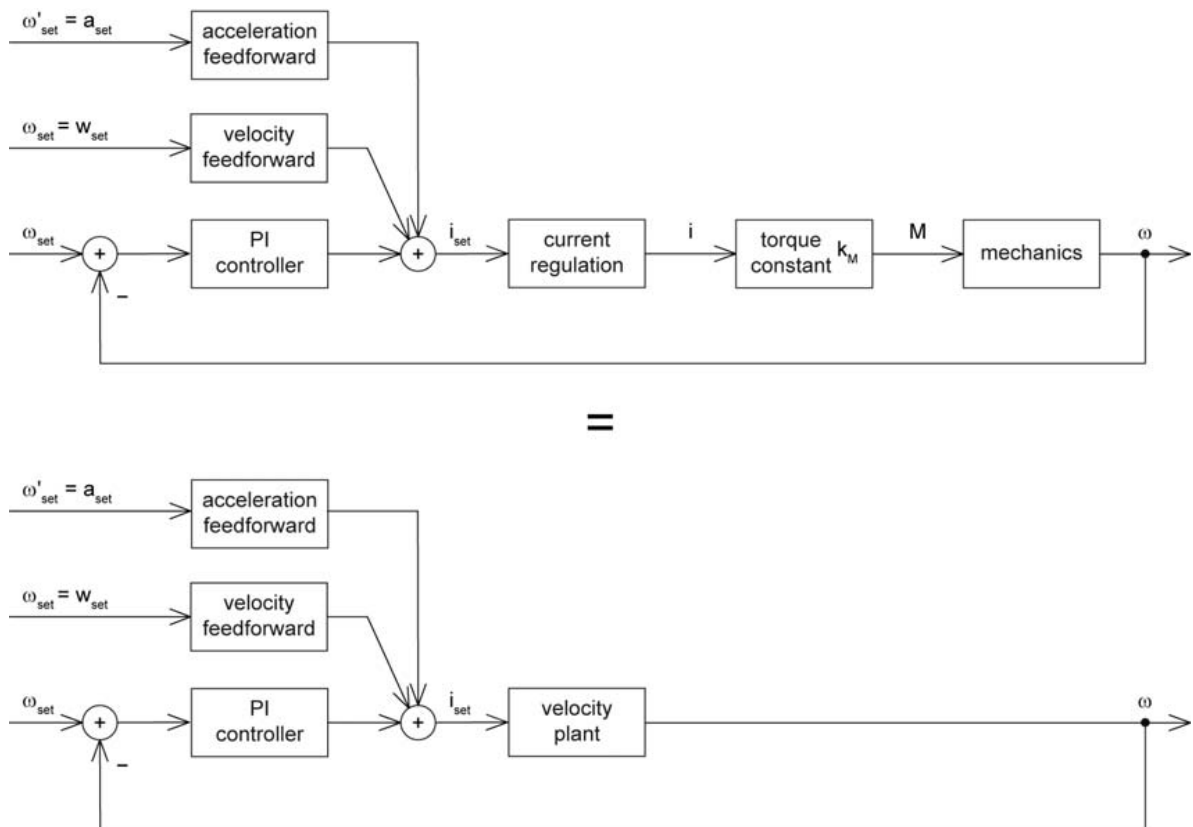 ω'set = aset
acceleration
feedforward
ωset = wset
velocity
feedforward
ωset
+
−
PI
controller
+
iset
current
regulation
i
torque
constant kM
M
mechanics
ω
=
ω'set = aset
acceleration
feedforward
ωset = wset
velocity
feedforward
ωset
+
−
PI
controller
+
iset
velocity
plant
ω